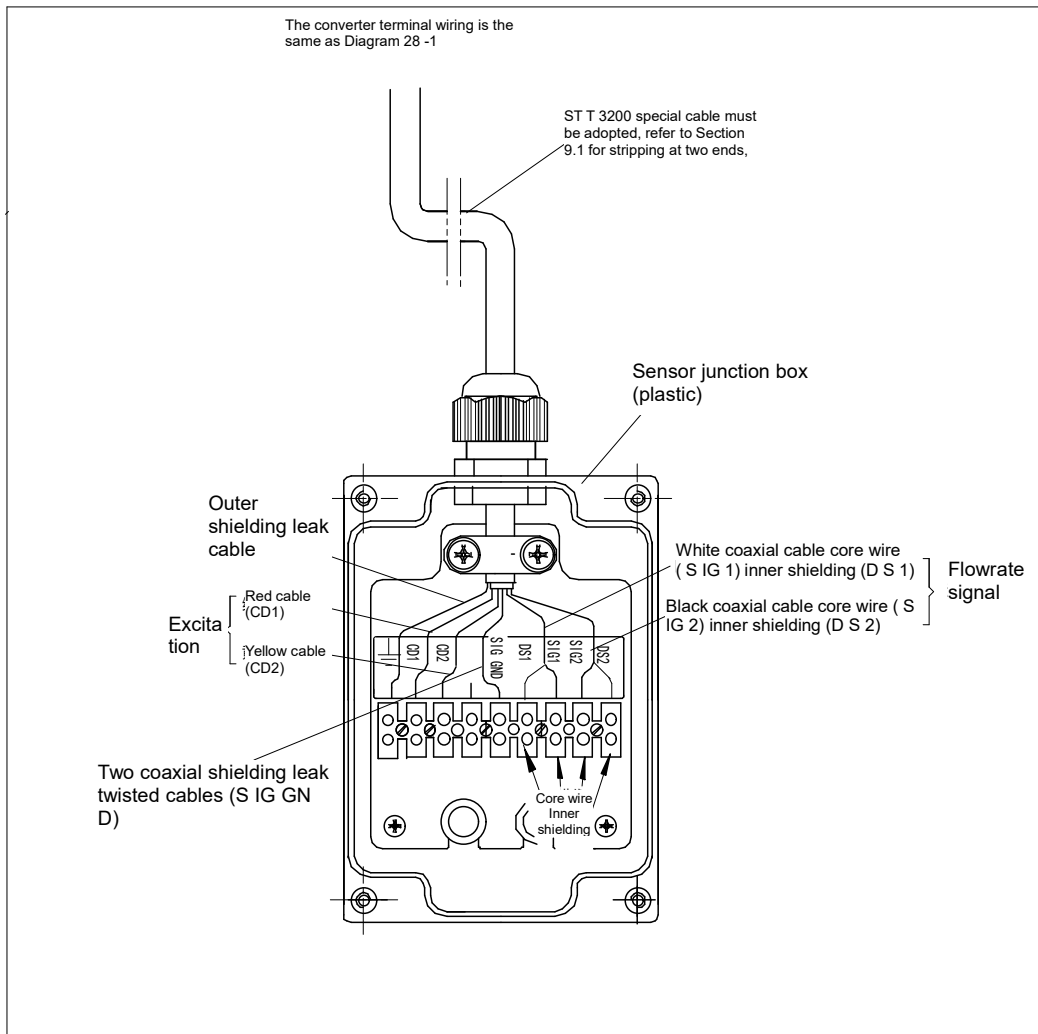 The converter terminal wiring is the
same as Diagram 28 -1
ST T 3200 special cable must
be adopted, refer to Section
9.1 for stripping at two ends,
Sensor junction box
(plastic)
Outer
shielding leak
cable
White coaxial cable core wire
( S IG 1) inner shielding (D S 1)
Black coaxial cable core wire ( S
IG 2) inner shielding (D S 2)
Flowrate
signal
Red cable
(CD1)
Excita
tion
Yellow cable
(CD2)
CD1
CD2
SIG GND
DS1
SIG1
SIG2
DS2
Two coaxial shielding leak
twisted cables (S IG GN
D)
Core wire
Inner
shielding